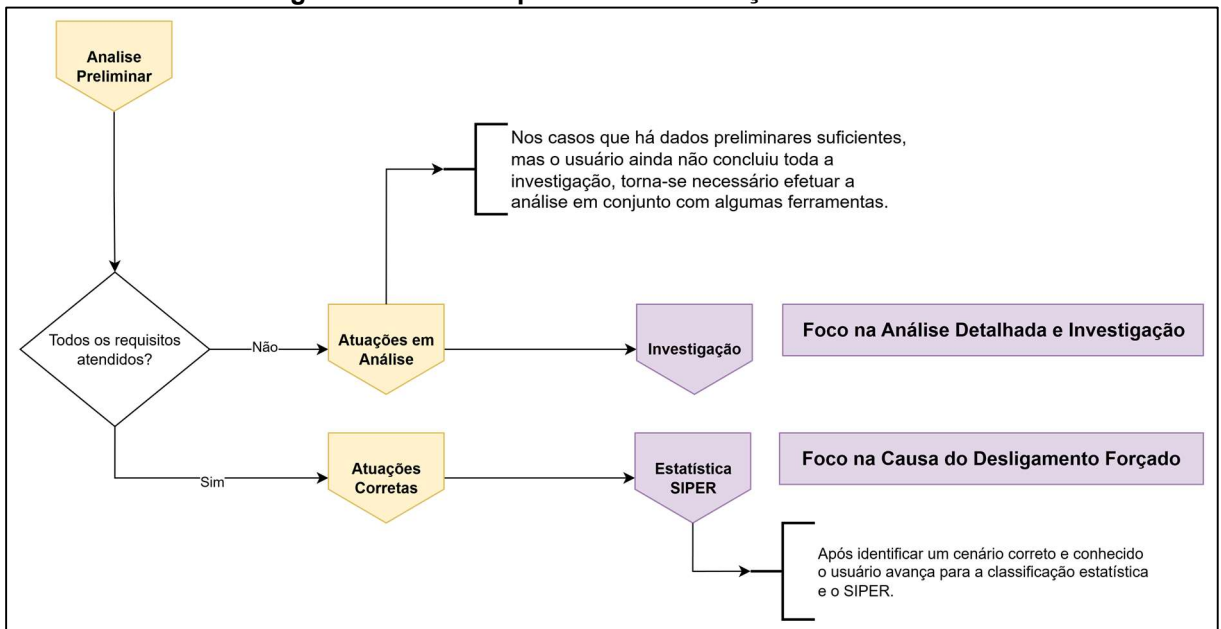 Analise
Preliminar
Nos casos que há dados preliminares suficientes,
mas o usuário ainda não concluiu toda a
investigação, torna-se necessário efetuar a
análise em conjunto com algumas ferramentas.
Todos os requisitos
atendidos?
Não
Atuações em
Análise
Investigação
Foco na Análise Detalhada e Investigação
Sim
Atuações
Corretas
Estatística
SIPER
Foco na Causa do Desligamento Forçado
Após identificar um cenário correto e conhecido
o usuário avança para a classificação estatística
e o SIPER.